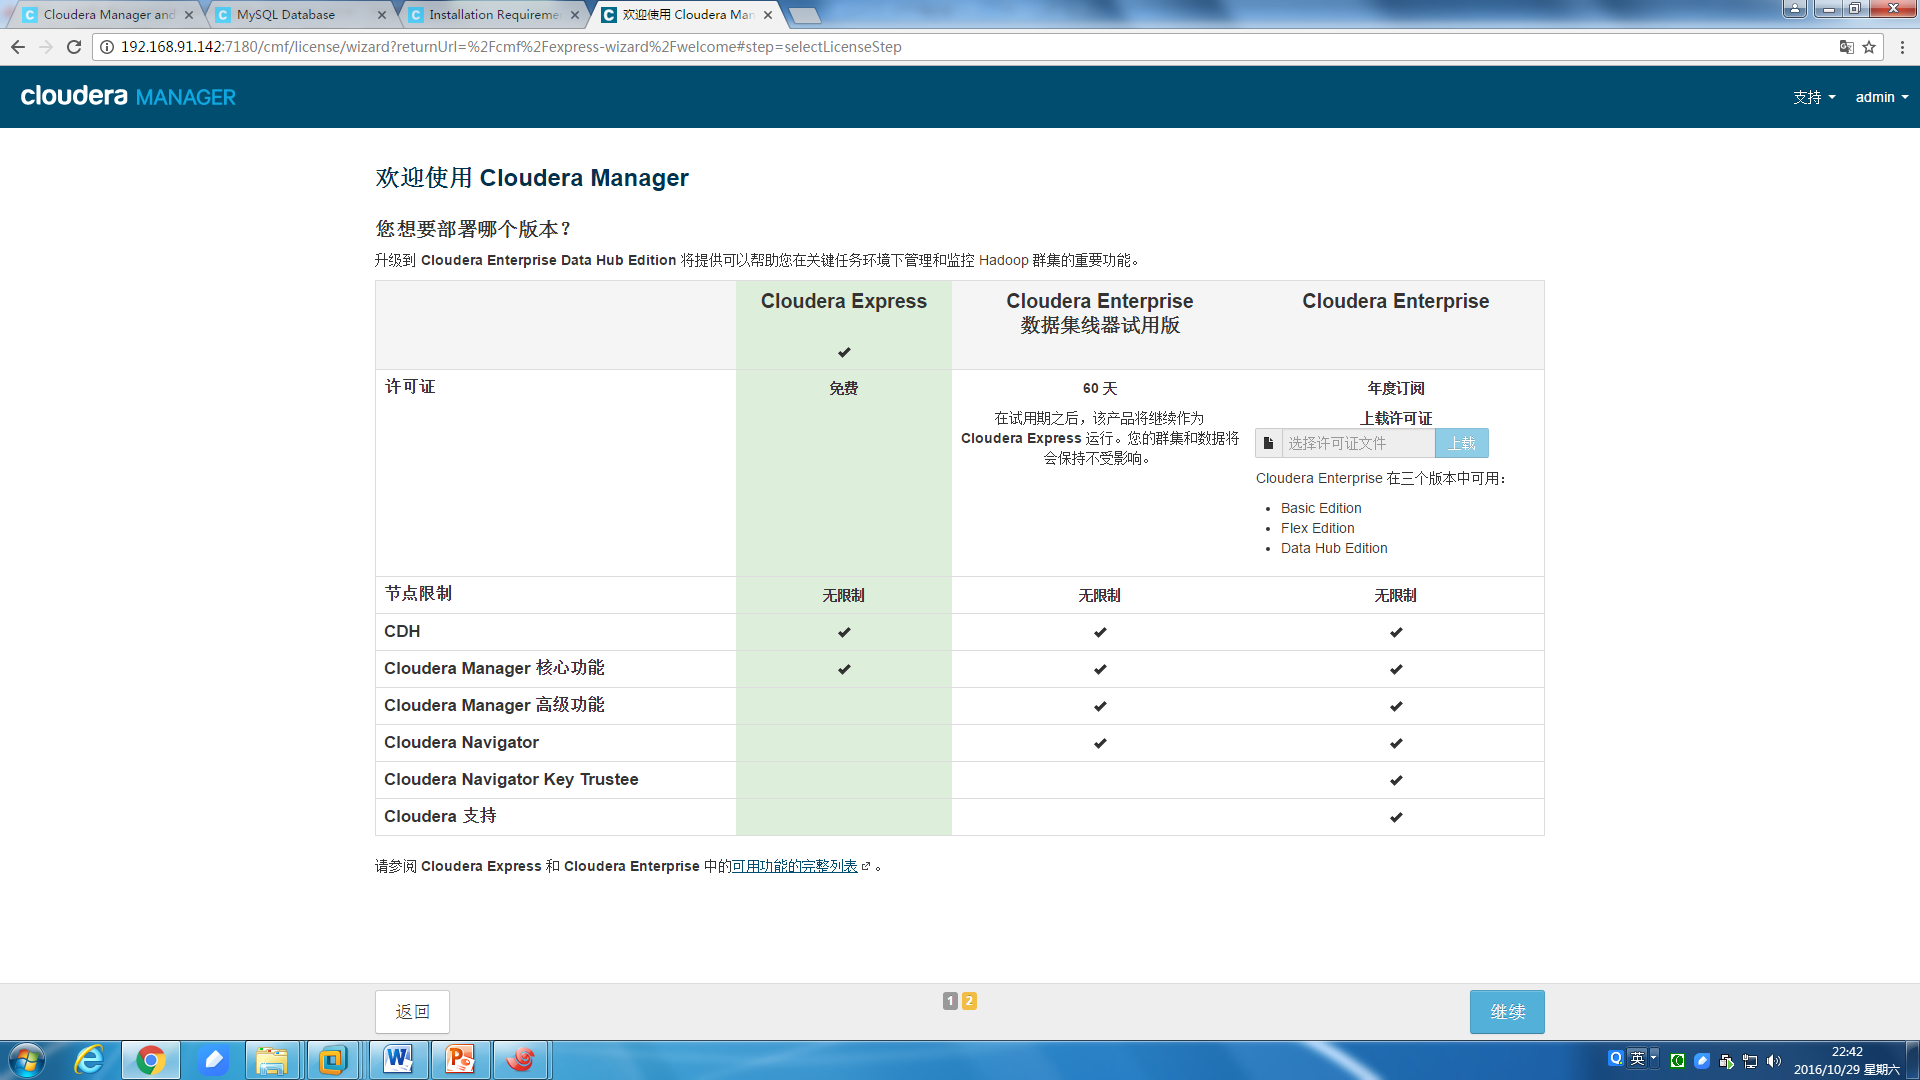 Cloudera Manager and
MySQL Database
Installation Requireme
欢迎使用 Cloudera Man
192.168.91.142:7180/cmf/license/wizard?returnUrl=%2Fcmf%2Fexpress-wizard%2Fwelcome#step=selectLicenseStep
cloudera MANAGER
支持
admin
欢迎使用 Cloudera Manager
您想要部署哪个版本？
升级到 Cloudera Enterprise Data Hub Edition 将提供可以帮助您在关键任务环境下管理和监控 Hadoop 群集的重要功能。
Cloudera Express
Cloudera Enterprise
数据集线器试用版
Cloudera Enterprise
许可证
免费
60 天
在试用期之后，该产品将继续作为
Cloudera Express 运行。您的群集和数据将
会保持不受影响。
年度订阅
上载许可证
选择许可证文件
上载
Cloudera Enterprise 在三个版本中可用：
Basic Edition
Flex Edition
Data Hub Edition
节点限制
无限制
无限制
无限制
CDH
Cloudera Manager 核心功能
Cloudera Manager 高级功能
Cloudera Navigator
Cloudera Navigator Key Trustee
Cloudera 支持
请参阅 Cloudera Express 和 Cloudera Enterprise 中的可用功能的完整列表 。
返回
1 2
继续
英
22:42
2016/10/29 星期六